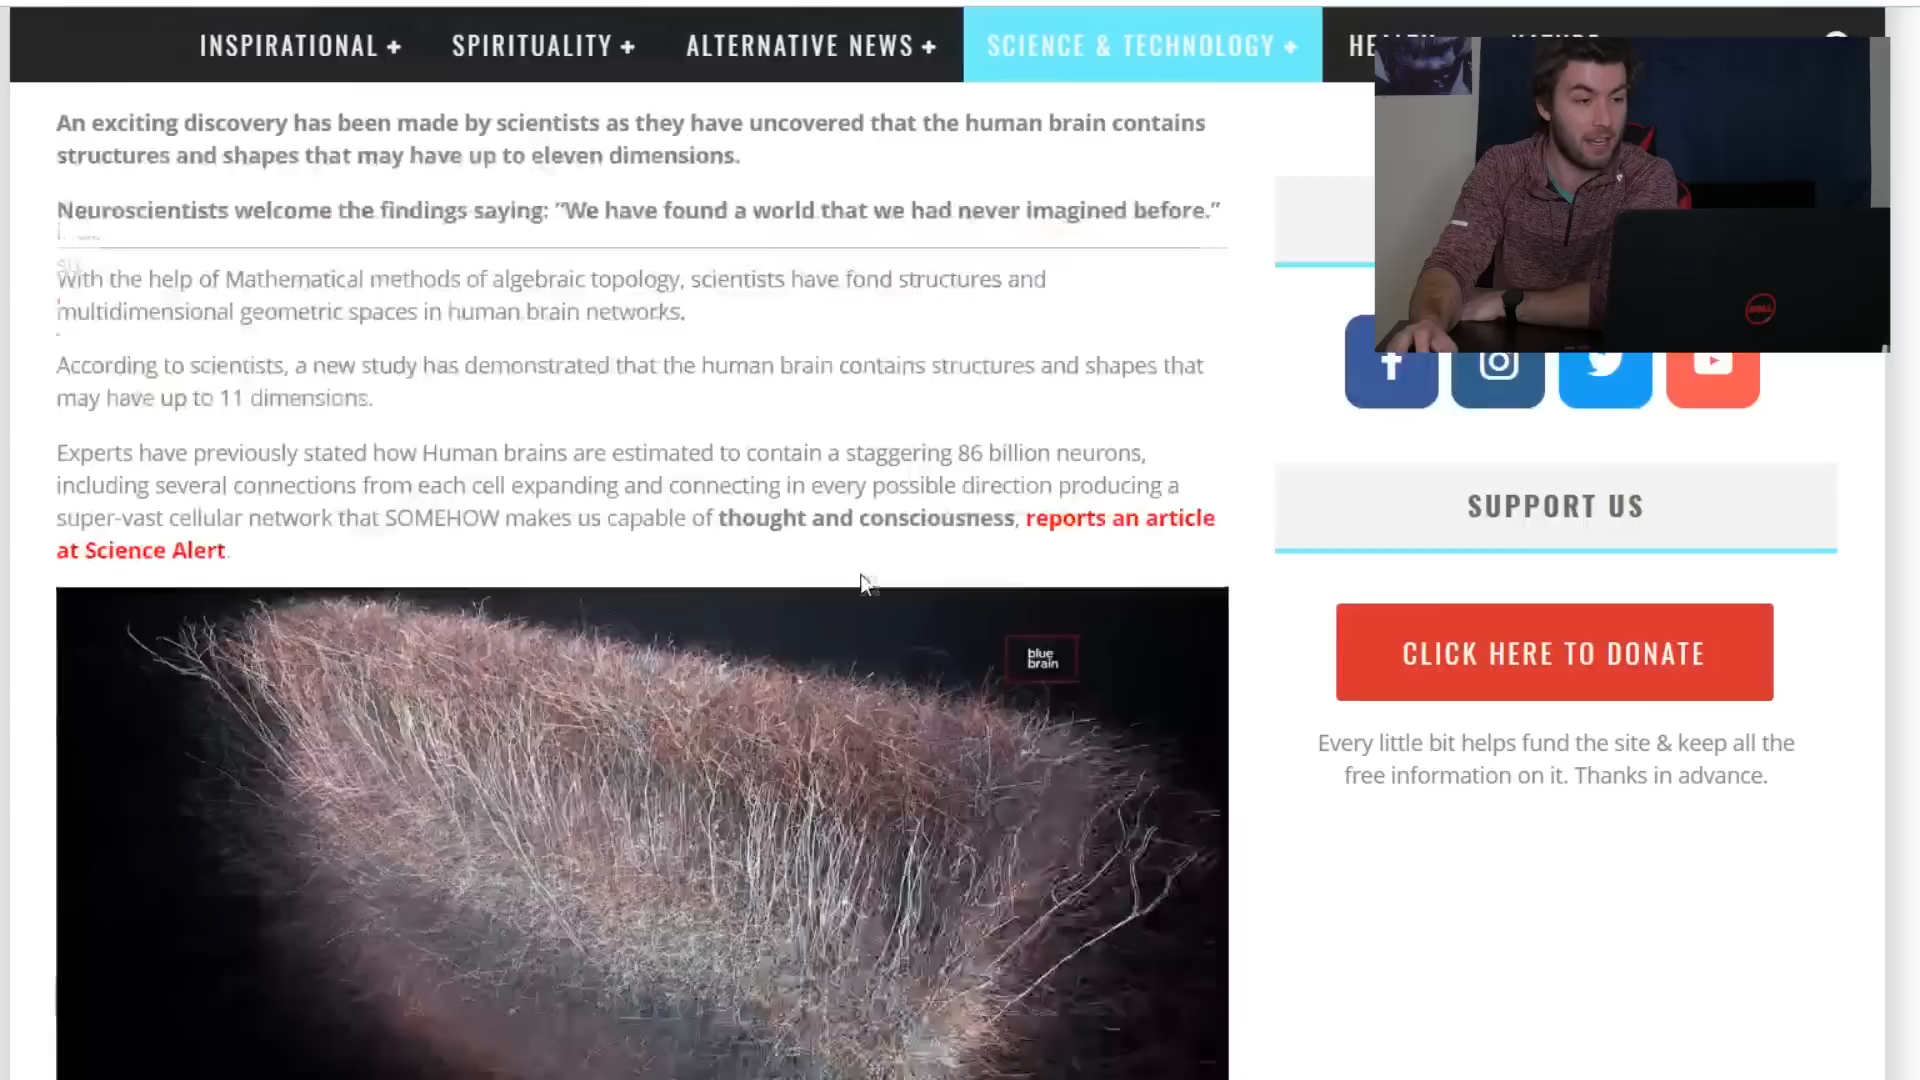 INSPIRATIONAL + SPIRITUALITY + ALTERNATIVE NEWS + SCIENCE & TECHNOLOGY +
An exciting discovery has been made by scientists as they have uncovered that the human brain contains
structures and shapes that may have up to eleven dimensions.
Neuroscientists welcome the findings saying: “We have found a world that we had never imagined before.”
With the help of Mathematical methods of algebraic topology, scientists have fond structures and
multidimensional geometric spaces in human brain networks.
According to scientists, a new study has demonstrated that the human brain contains structures and shapes that
may have up to 11 dimensions.
Experts have previously stated how Human brains are estimated to contain a staggering 86 billion neurons,
including several connections from each cell expanding and connecting in every possible direction producing a
super-vast cellular network that SOMEHOW makes us capable of thought and consciousness, reports an article
at Science Alert.
blue
brain
DELL
f
SUPPORT US
CLICK HERE TO DONATE
Every little bit helps fund the site & keep all the
free information on it. Thanks in advance.